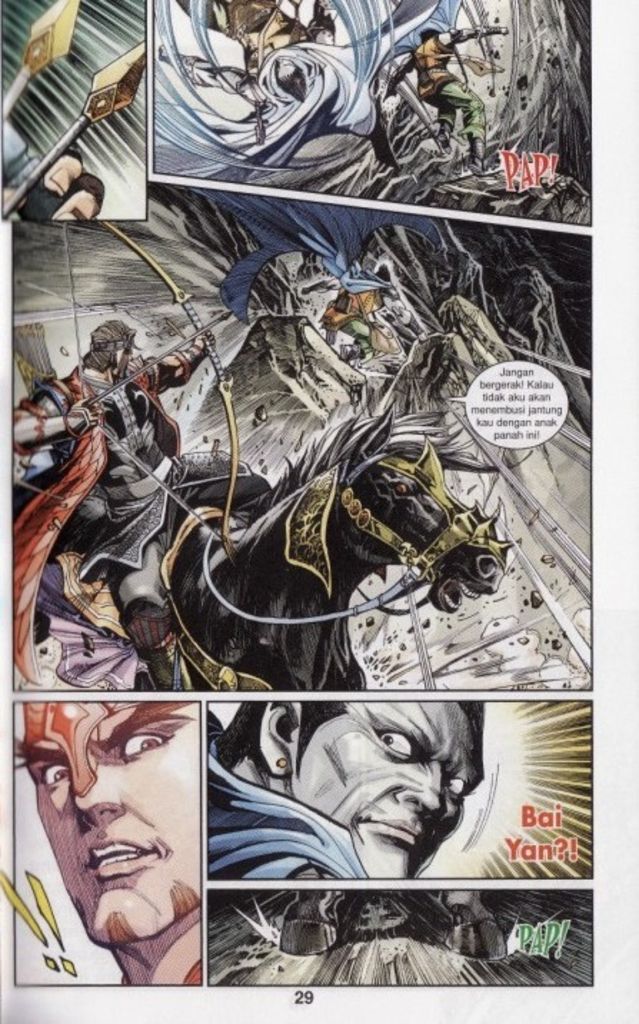 PAP!
Jangan
bergerak! Kalau
tidak aku akan
menembusi jantung
kau dengan anak
panah ini!
!!
Bai
Yan?!
PAP!
29